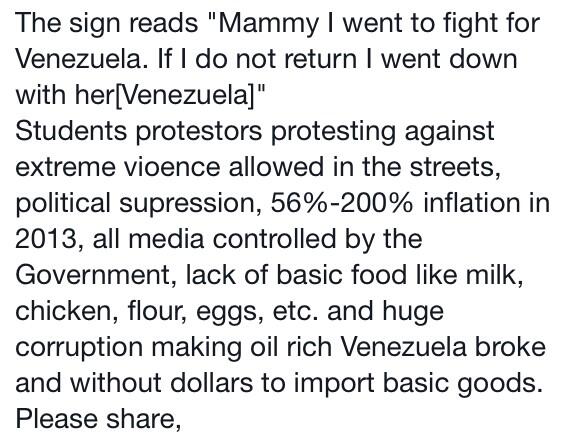 The sign reads "Mammy I went to fight for
Venezuela. If I do not return I went down
with her[Venezuela]"
Students protestors protesting against
extreme vioence allowed in the streets,
political supression, 56%-200% inflation in
2013, all media controlled by the
Government, lack of basic food like milk,
chicken, flour, eggs, etc. and huge
corruption making oil rich Venezuela broke
and without dollars to import basic goods.
Please share,